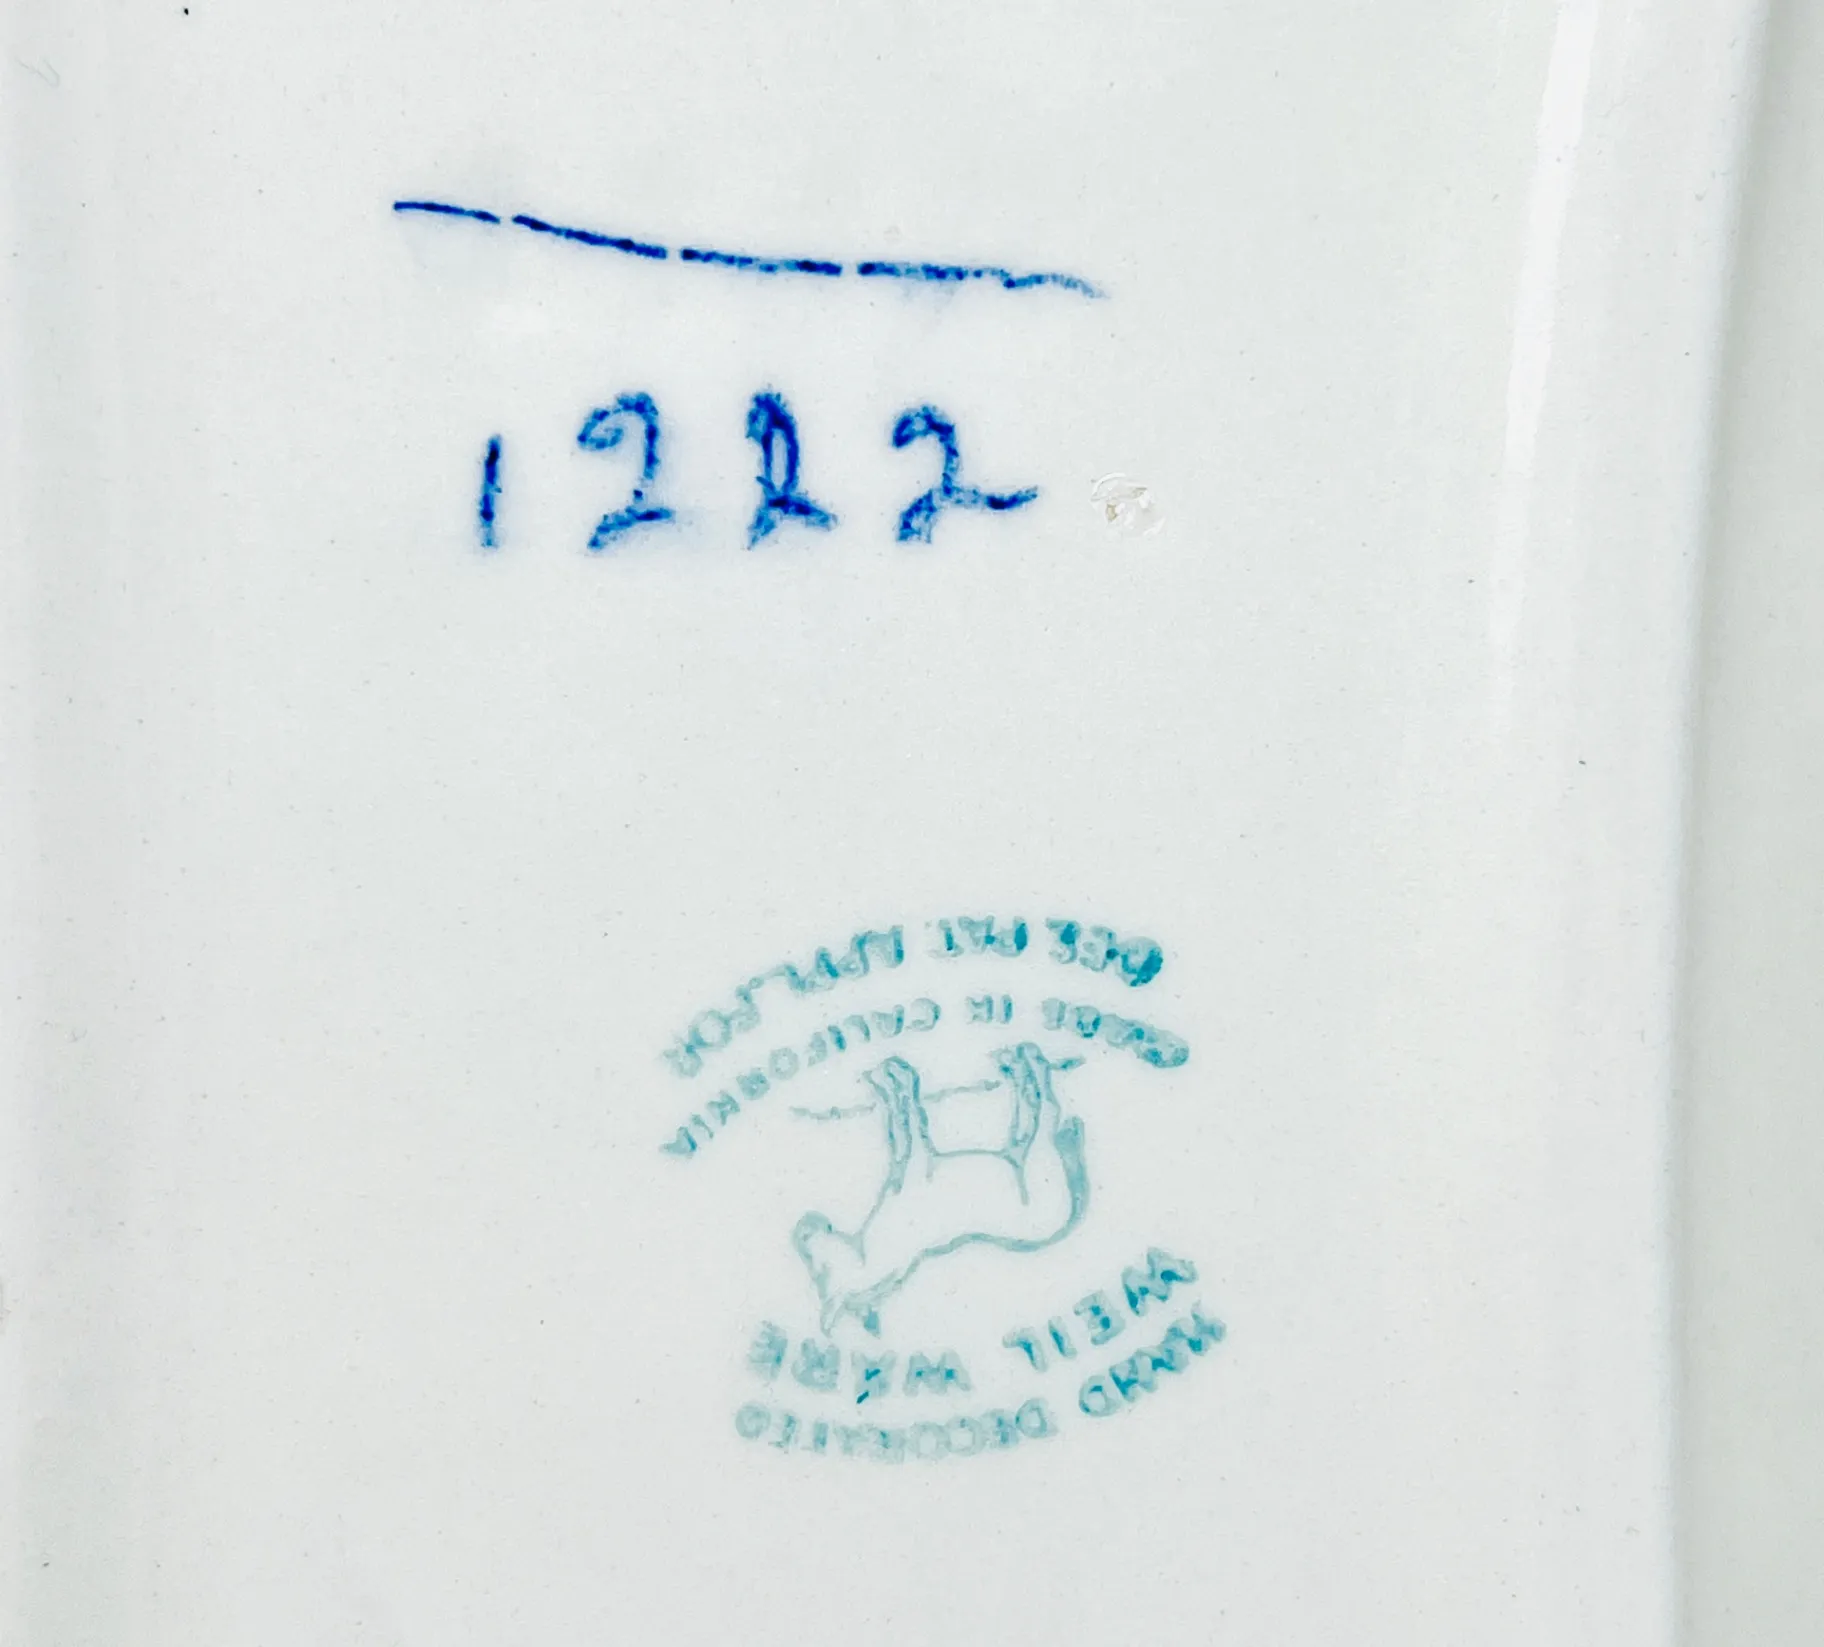 1222
HAND DECORATED
WEIL WARE
MADE IN CALIFORNIA
DES. PAT. APPL. FOR